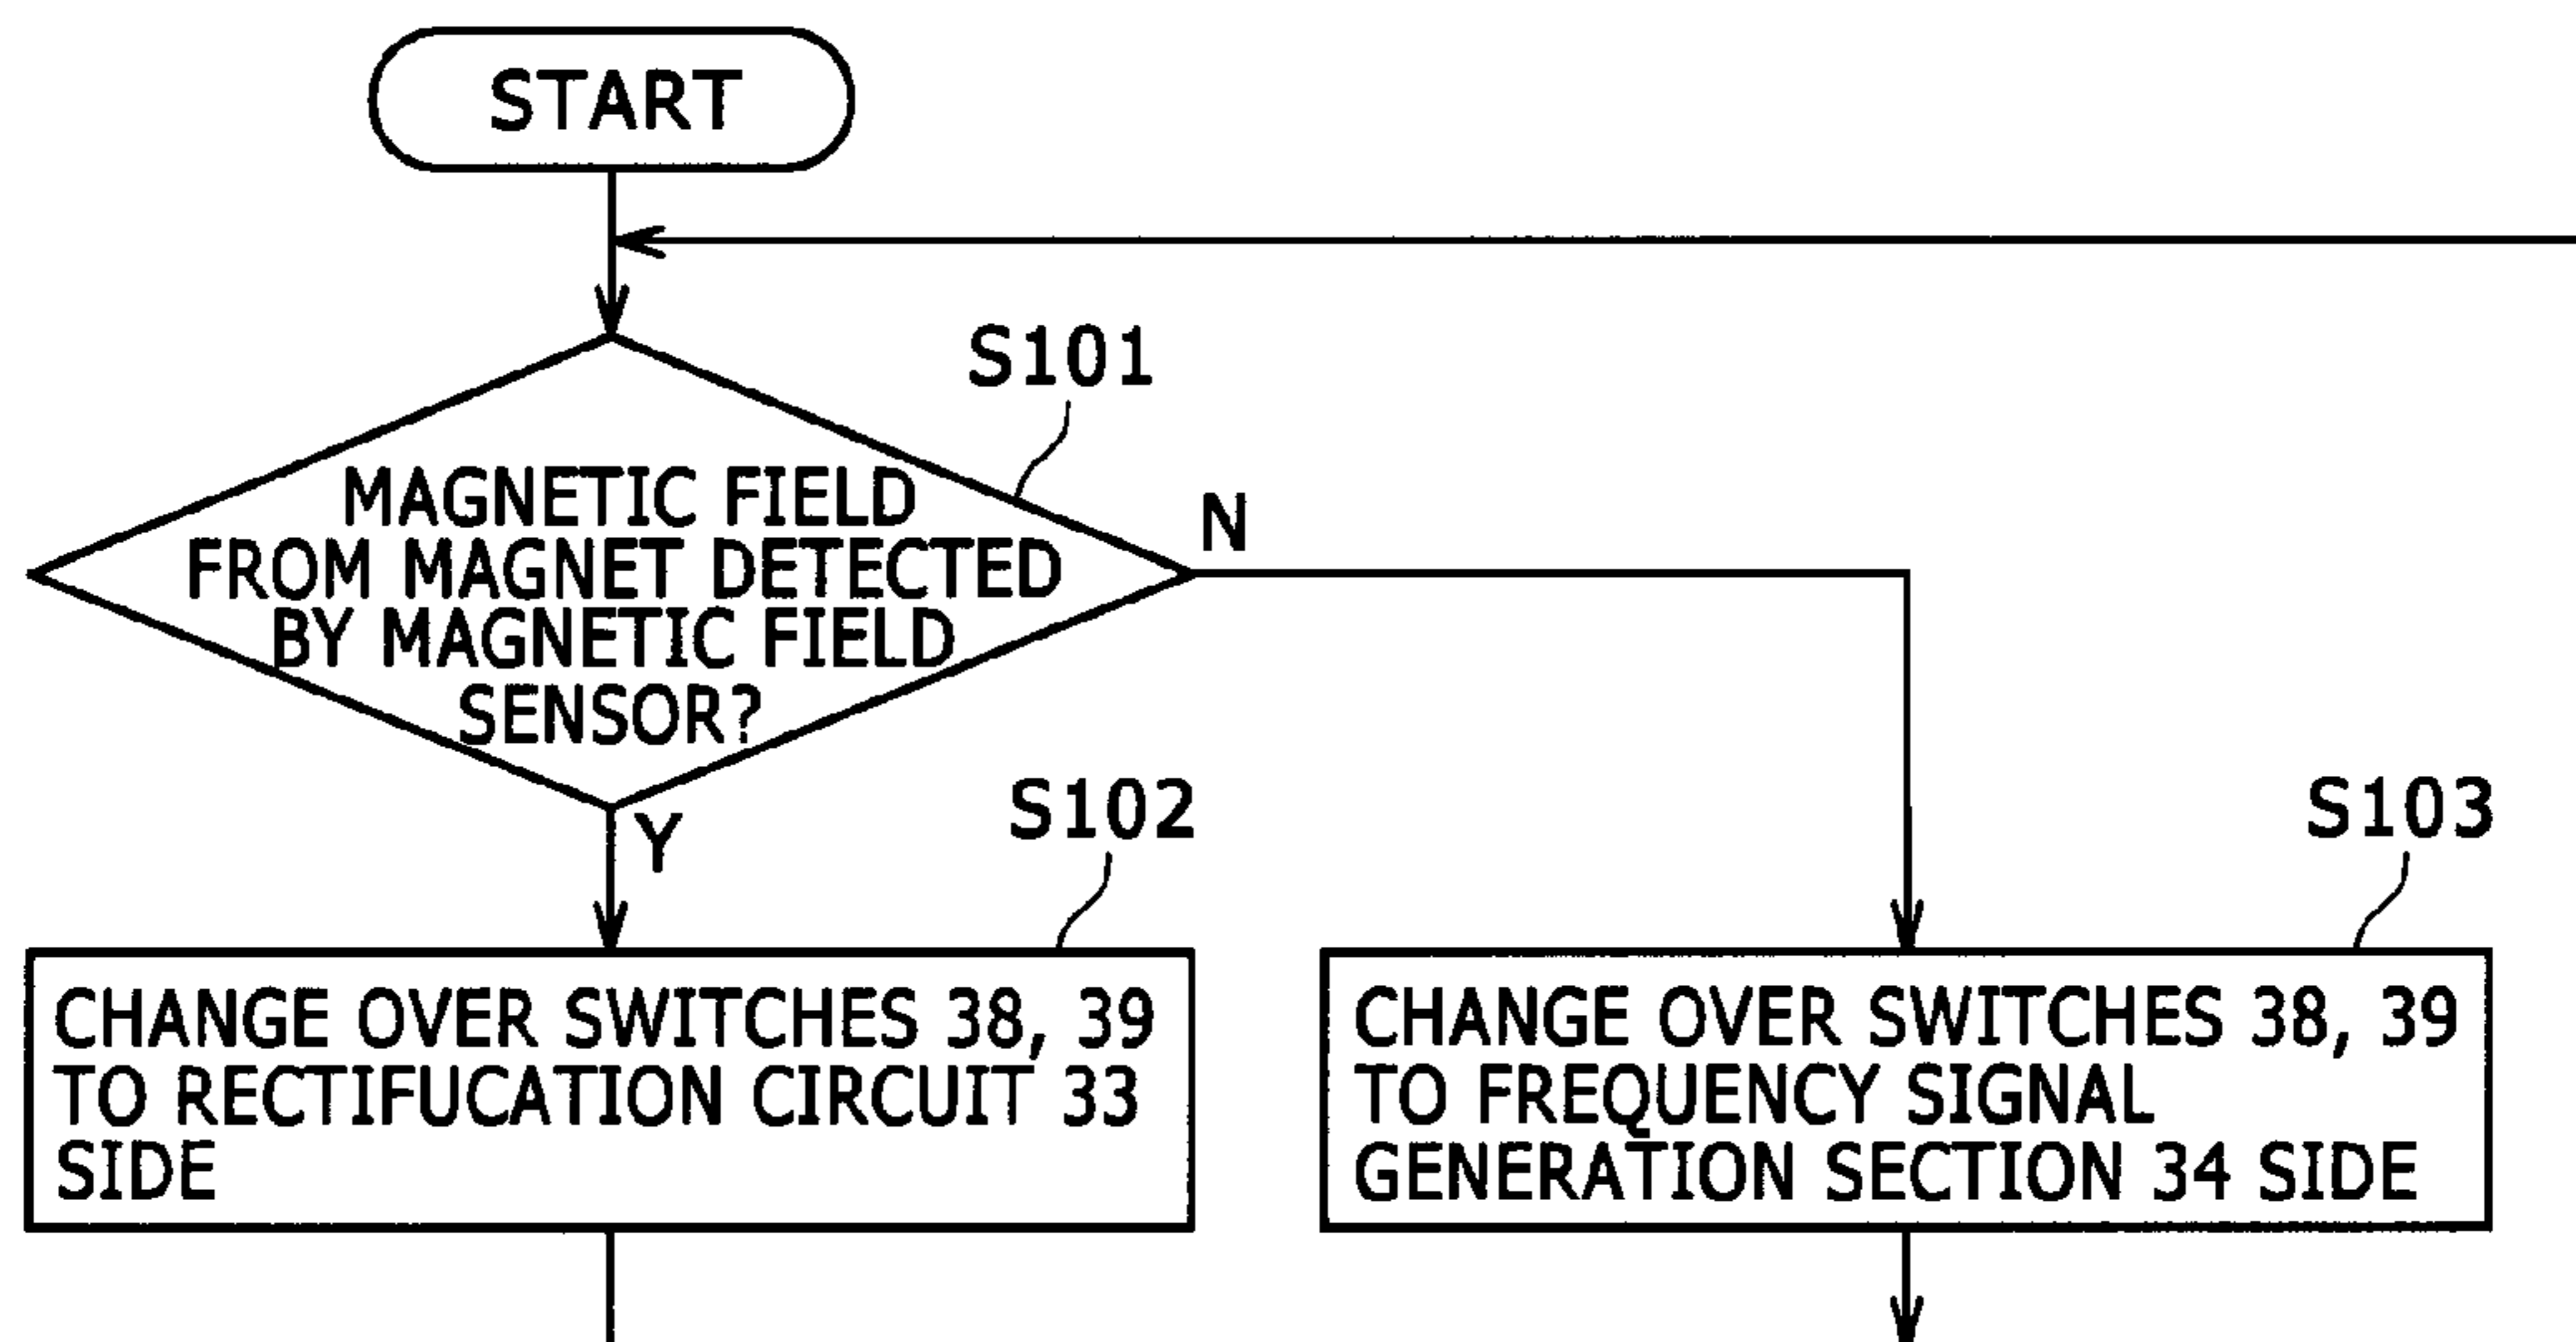 START
S101
MAGNETIC FIELD
FROM MAGNET DETECTED
BY MAGNETIC FIELD
SENSOR?
N
Y
S102
CHANGE OVER SWITCHES 38, 39
TO RECTIFUCATION CIRCUIT 33
SIDE
S103
CHANGE OVER SWITCHES 38, 39
TO FREQUENCY SIGNAL
GENERATION SECTION 34 SIDE